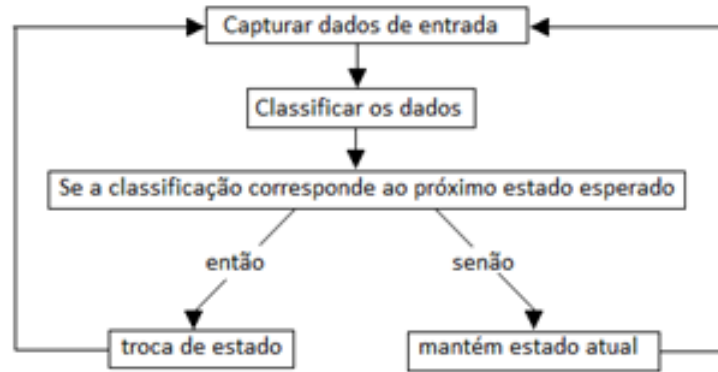 Capturar dados de entrada
Classificar os dados
Se a classificação corresponde ao próximo estado esperado
então
senão
troca de estado
mantém estado atual